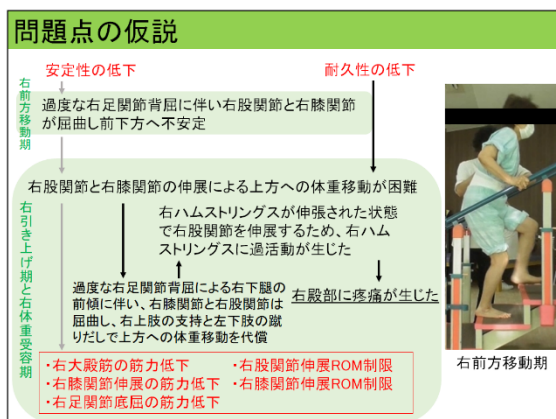 問題点の仮説
安定性の低下
耐久性の低下
右前方移動期
過度な右足関節背屈に伴い右股関節と右膝関節
が屈曲し前下方へ不安定
右引き上げ期と右体重受容期
右股関節と右膝関節の伸展による上方への体重移動が困難
右ハムストリングスが伸張された状態
で右股関節を伸展するため、右ハム
ストリングスに過活動が生じた
過度な右足関節背屈による右下腿の
前傾に伴い、右膝関節と右股関節は
屈曲し、右上肢の支持と左下肢の蹴
りだしで上方への体重移動を代償
右殿部に疼痛が生じた
・右大殿筋の筋力低下
・右股関節伸展ROM制限
・右膝関節伸展の筋力低下
・右膝関節伸展ROM制限
・右足関節底屈の筋力低下
右前方移動期